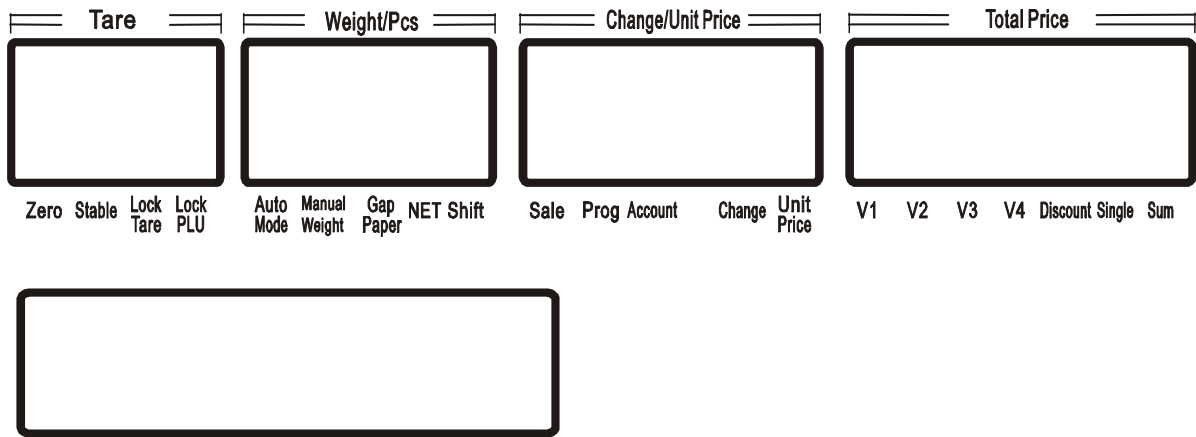 Tare Weight/Pcs Change/Unit Price Total Price
Zero Stable Lock Tare Lock PLU Auto Mode Manual Weight Gap Paper NET Shift Sale Prog Account Change Unit Price V1 V2 V3 V4 Discount Single Sum